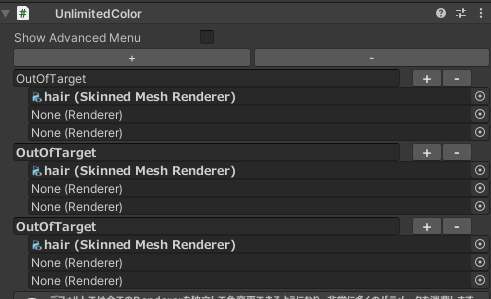 UnlimitedColor
Show Advanced Menu
+ -
OutOfTarget + -
hair (Skinned Mesh Renderer)
None (Renderer)
None (Renderer)
OutOfTarget + -
hair (Skinned Mesh Renderer)
None (Renderer)
None (Renderer)
OutOfTarget + -
hair (Skinned Mesh Renderer)
None (Renderer)
None (Renderer)